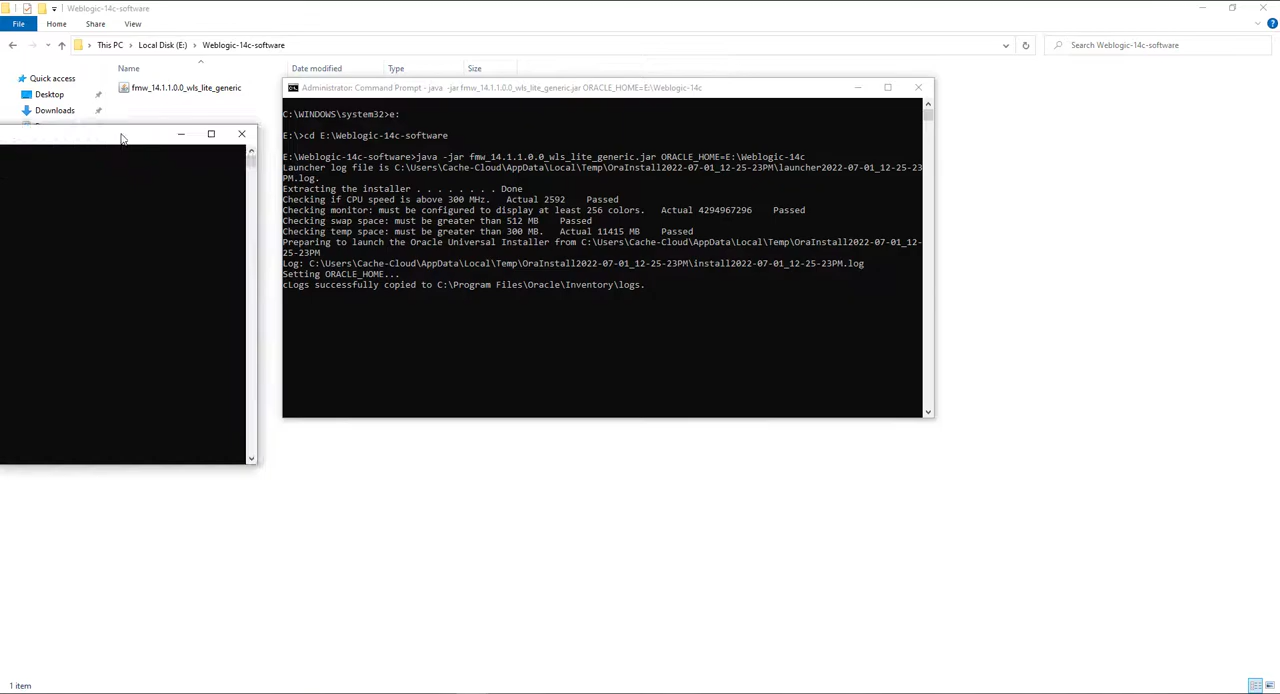 Weblogic-14c-software
File Home Share View
This PC > Local Disk (E:) > Weblogic-14c-software
Search Weblogic-14c-software
Name Date modified Type Size
Quick access
Desktop
Downloads
fmw_14.1.1.0.0_wls_lite_generic
Administrator: Command Prompt - java -jar fmw_14.1.1.0.0_wls_lite_generic.jar ORACLE_HOME=E:\Weblogic-14c
C:\WINDOWS\system32>e:
E:\>cd E:\Weblogic-14c-software
E:\Weblogic-14c-software>java -jar fmw_14.1.1.0.0_wls_lite_generic.jar ORACLE_HOME=E:\Weblogic-14c
Launcher log file is C:\Users\Cache-Cloud\AppData\Local\Temp\OraInstall2022-07-01_12-25-23PM\launcher2022-07-01_12-25-23
PM.log.
Extracting the installer . . . . . . . . Done
Checking if CPU speed is above 300 MHz. Actual 2592 Passed
Checking monitor: must be configured to display at least 256 colors. Actual 4294967296 Passed
Checking swap space: must be greater than 512 MB Passed
Checking temp space: must be greater than 300 MB. Actual 11415 MB Passed
Preparing to launch the Oracle Universal Installer from C:\Users\Cache-Cloud\AppData\Local\Temp\OraInstall2022-07-01_12-
25-23PM
Log: C:\Users\Cache-Cloud\AppData\Local\Temp\OraInstall2022-07-01_12-25-23PM\install2022-07-01_12-25-23PM.log
Setting ORACLE_HOME...
cLogs successfully copied to C:\Program Files\Oracle\Inventory\logs.
1 item